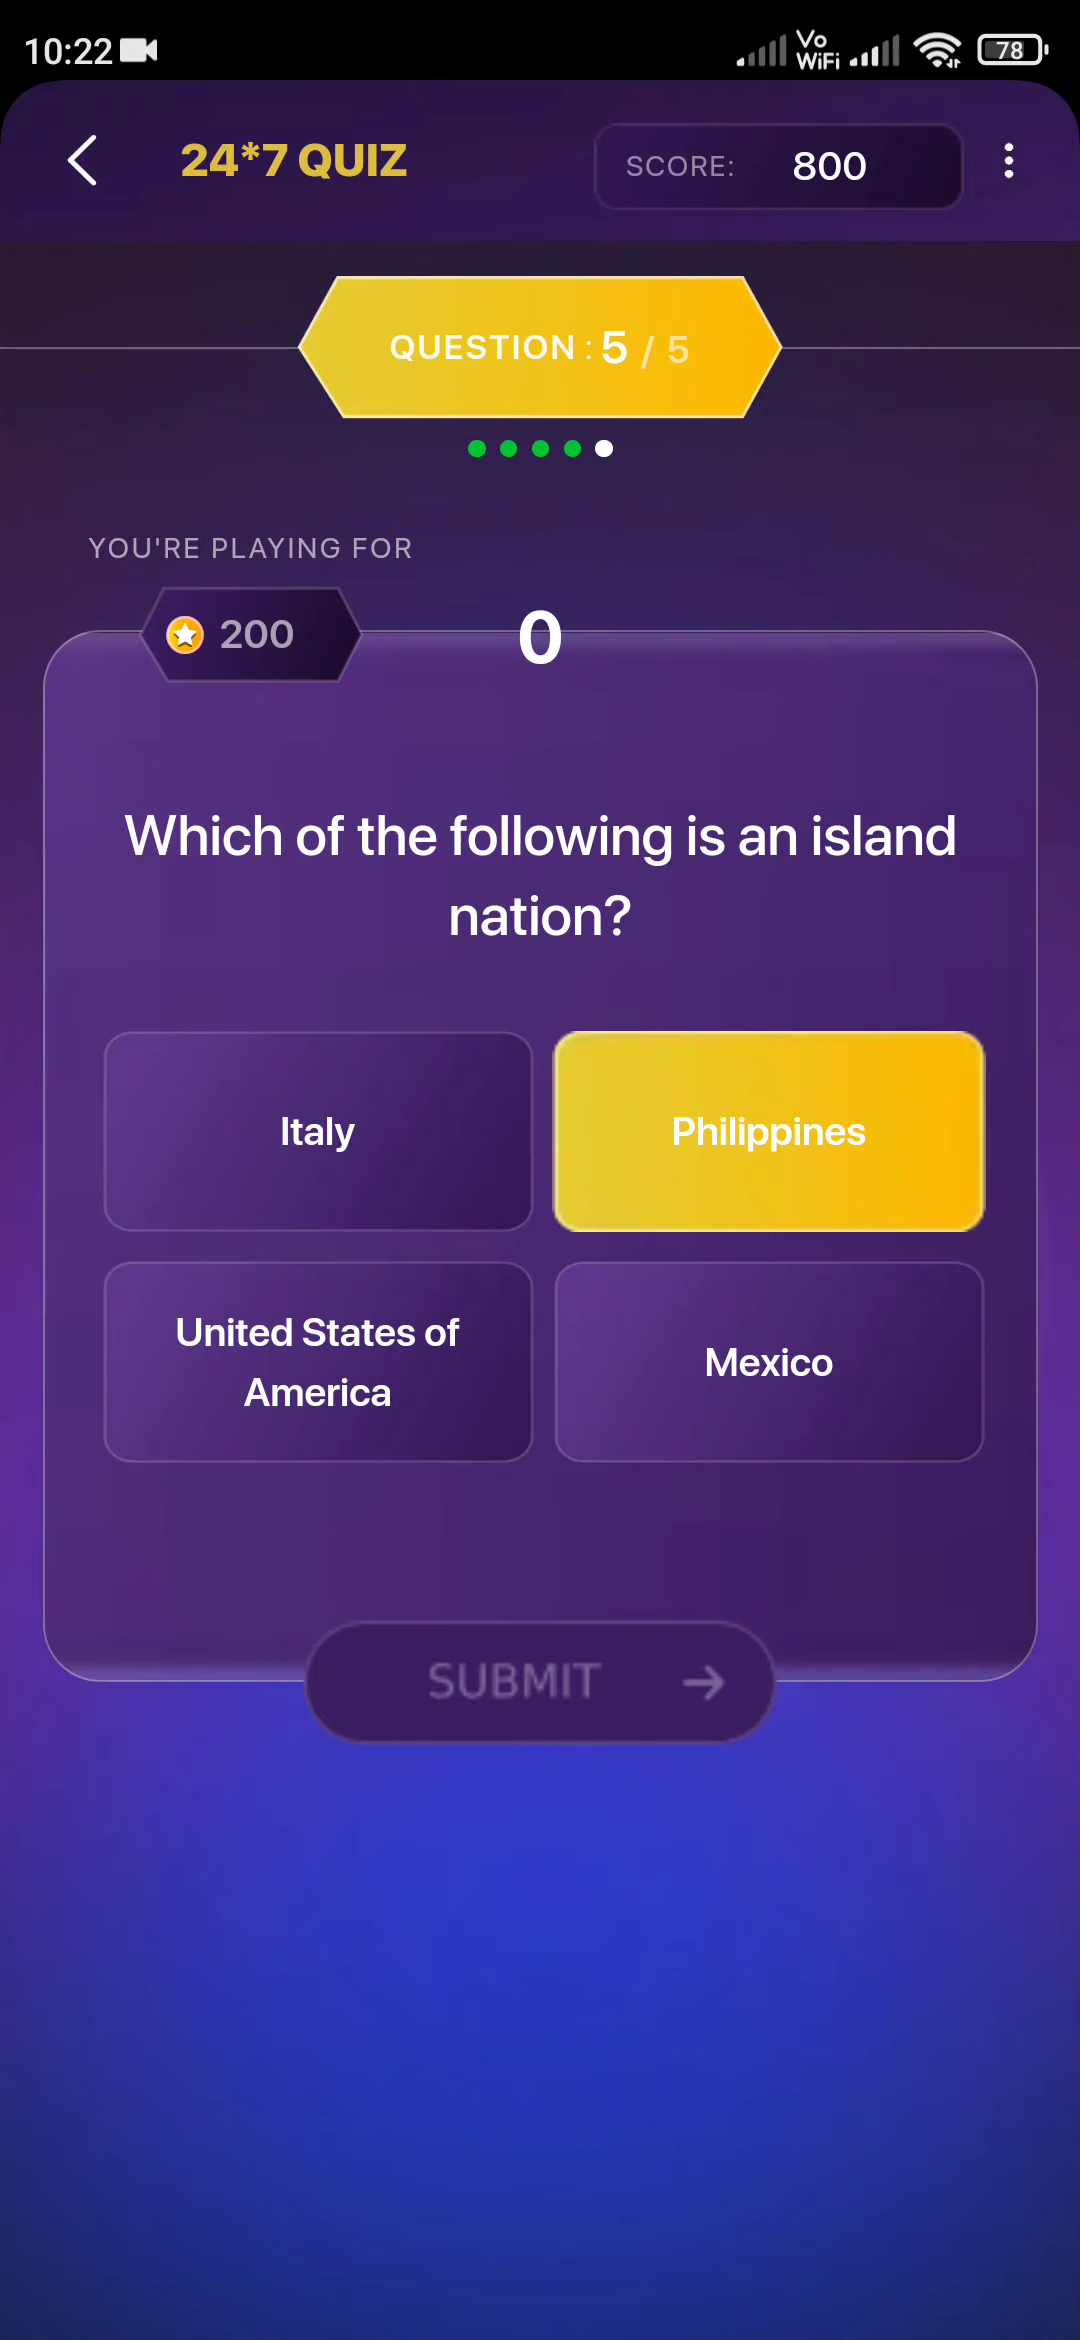 10:22
Vo
WiFi
78
24*7 QUIZ
SCORE: 800
QUESTION : 5 / 5
YOU'RE PLAYING FOR
200
0
Which of the following is an island
nation?
Italy
Philippines
United States of
America
Mexico
SUBMIT